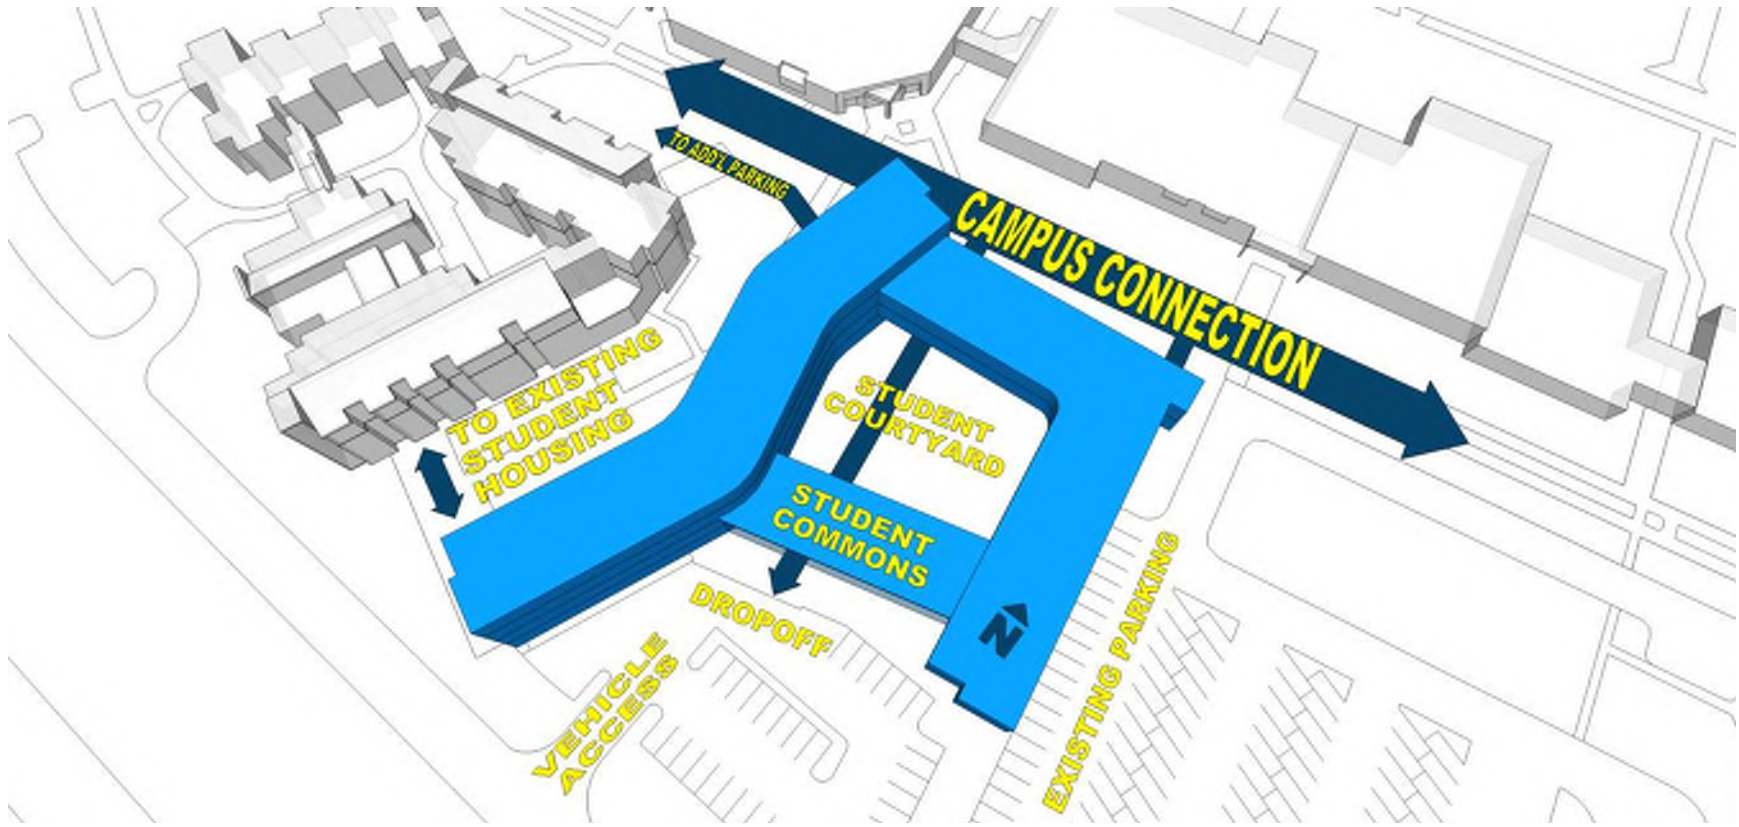 TO ADD'L PARKING
CAMPUS CONNECTION
TO EXISTING
STUDENT
HOUSING
STUDENT
COURTYARD
STUDENT
COMMONS
DROPOFF
VEHICLE
ACCESS
N
EXISTING PARKING